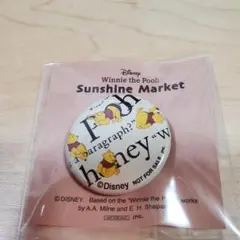 Disney
Winnie the Pooh
Sunshine Market
Pooh
a paragraph?"
honey "W
©Disney NOT FOR SALE
©DISNEY. Based on the "Winnie the Pooh" works
by A.A. Milne and E.H. Shepard.